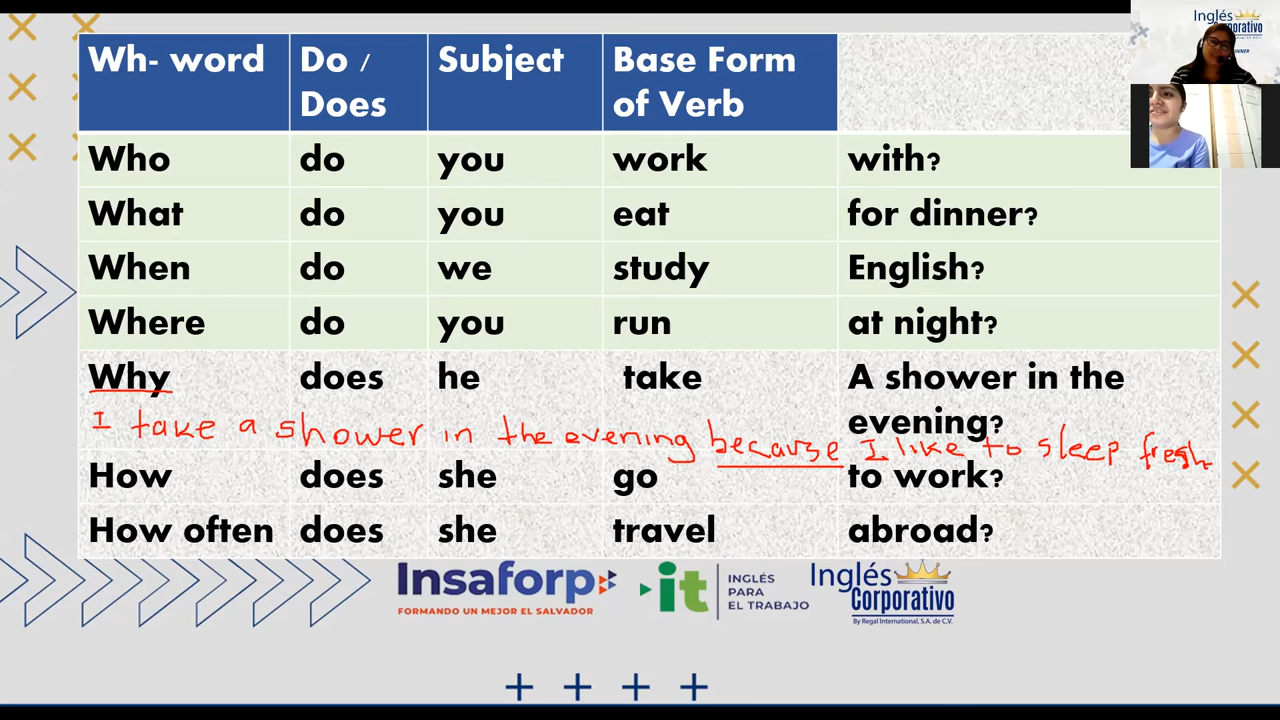 Inglés
Corporativo
Wh- word Do / Does Subject Base Form of Verb
Who do you work with?
What do you eat for dinner?
When do we study English?
Where do you run at night?
Why does he take A shower in the evening?
I take a shower in the evening because I like to sleep fresh
How does she go to work?
How often does she travel abroad?
Insaforp
FORMANDO UN MEJOR EL SALVADOR
it
INGLÉS
PARA
EL TRABAJO
Inglés
Corporativo
By Regal International, S.A. de C.V.